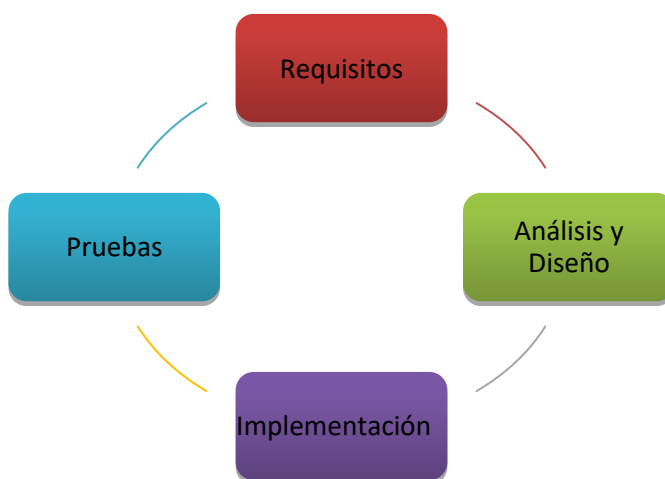 Requisitos
Análisis y
Diseño
Implementación
Pruebas